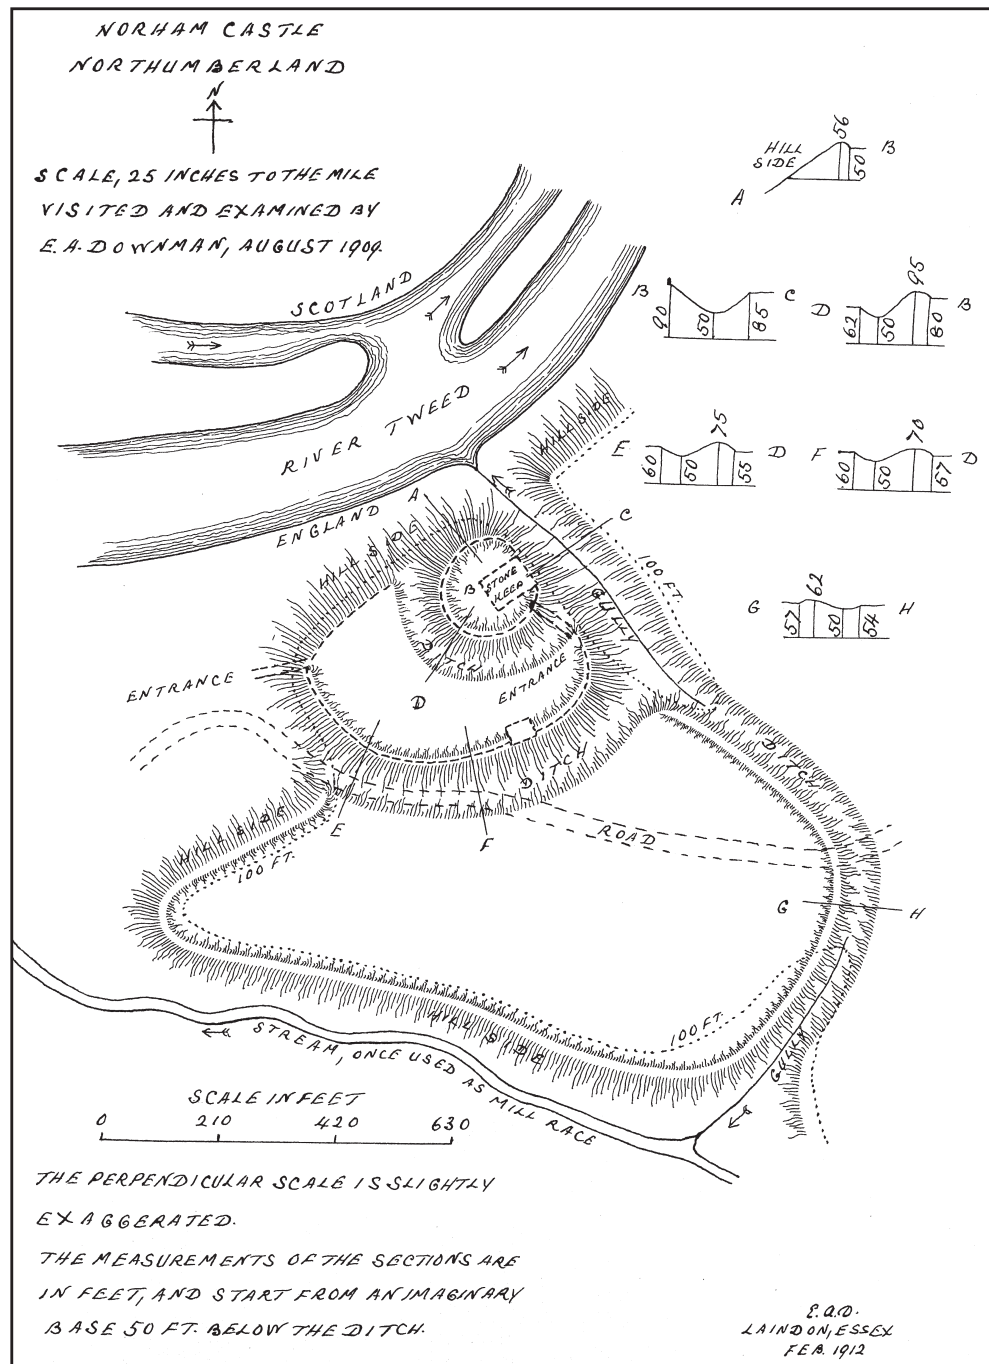 NORHAM CASTLE
NORTHUMBERLAND
N
SCALE, 25 INCHES TO THE MILE
VISITED AND EXAMINED BY
E.A. DOWNMAN, AUGUST 1909.
HILL SIDE
56
50
B
A
B
90
50
85
C
D
62
50
95
80
B
E
60
50
75
55
D
F
60
50
70
57
D
G
57
62
50
54
H
SCOTLAND
RIVER TWEED
ENGLAND
HILL SIDE
A
C
HILL SIDE
B
STONE
KEEP
GULLY
100 FT.
DITCH
ENTRANCE
ENTRANCE
D
DITCH
DITCH
E
F
ROAD
HILL SIDE
100 FT.
G
H
100 FT.
HILL SIDE
GULLY
STREAM, ONCE USED AS MILL RACE
SCALE IN FEET
0 210 420 630
THE PERPENDICULAR SCALE IS SLIGHTLY
EXAGGERATED.
THE MEASUREMENTS OF THE SECTIONS ARE
IN FEET, AND START FROM AN IMAGINARY
BASE 50 FT. BELOW THE DITCH.
E.A.D.
LAINDON, ESSEX
FEB. 1912